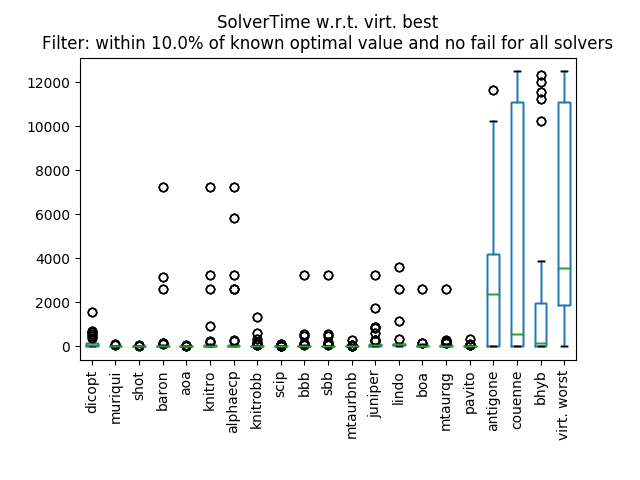 SolverTime w.r.t. virt. best
Filter: within 10.0% of known optimal value and no fail for all solvers
12000
10000
8000
6000
4000
2000
0
dicopt
muriqui
shot
baron
aoa
knitro
alphaecp
knitrobb
scip
bbb
sbb
mtaurbnb
juniper
lindo
boa
mtaurqg
pavito
antigone
couenne
bhyb
virt. worst